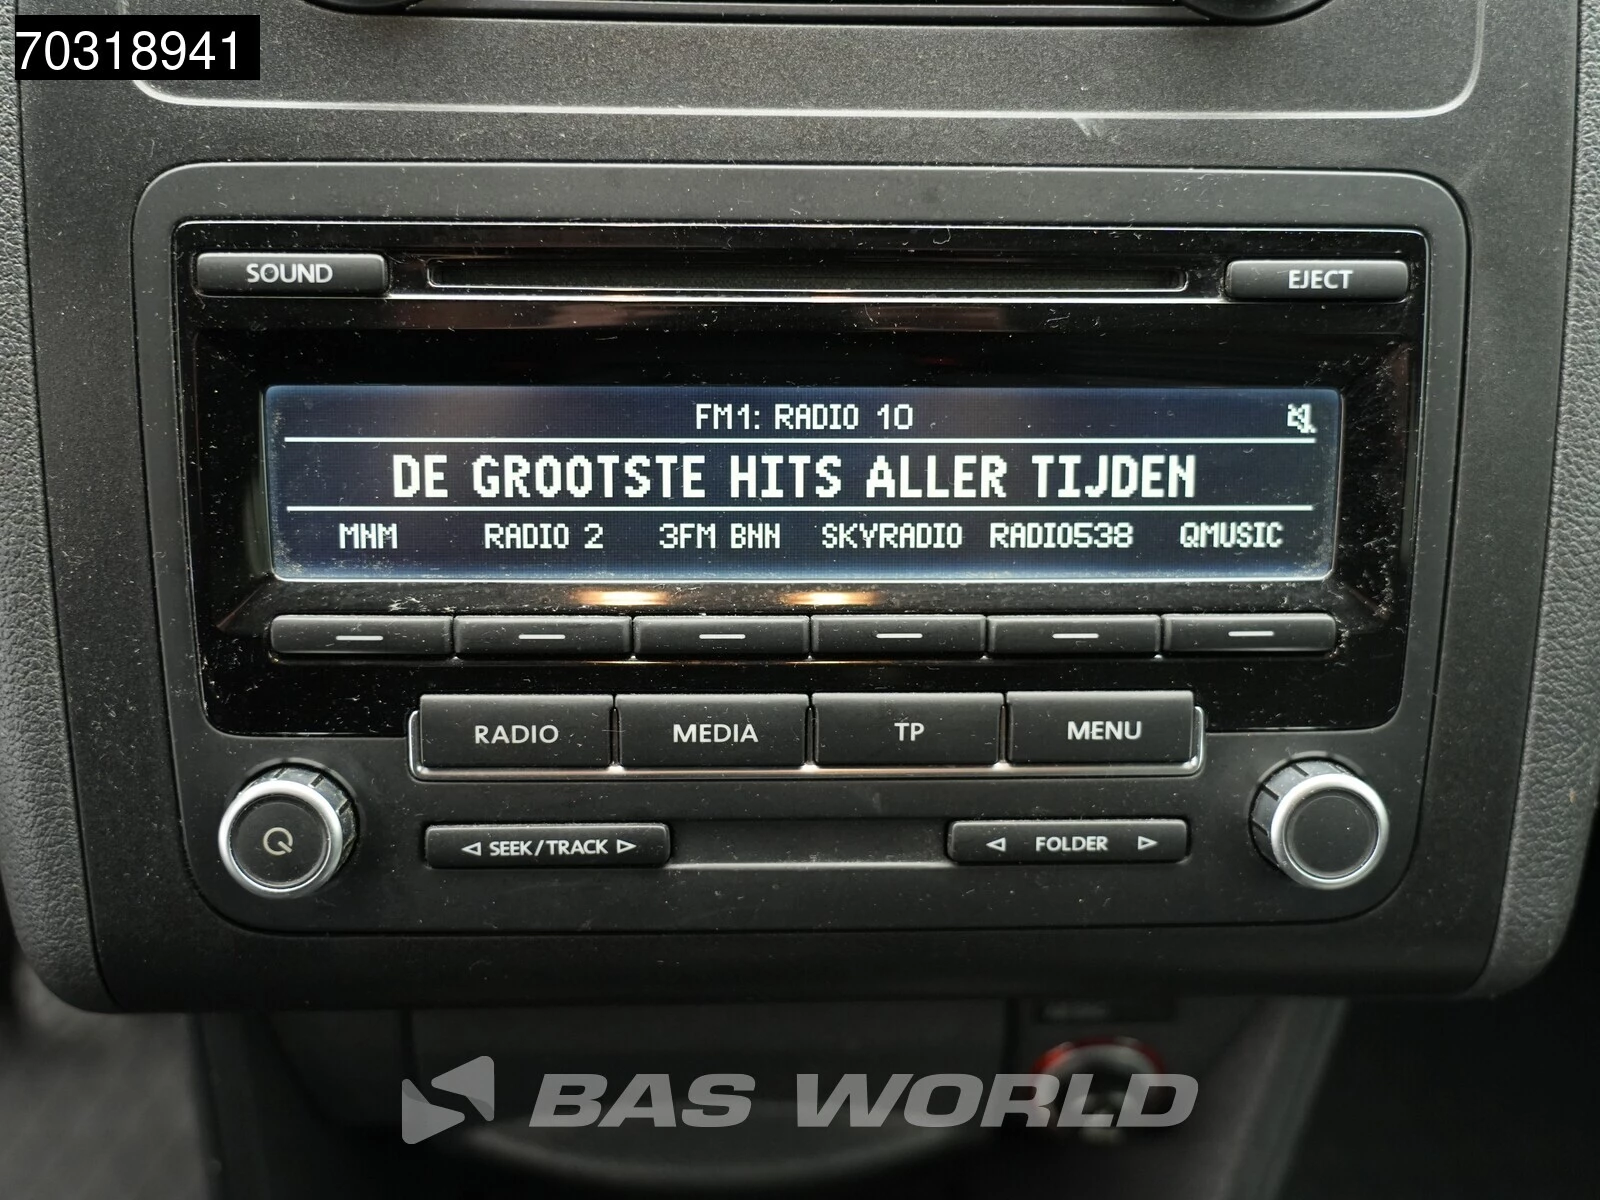 70318941
SOUND
EJECT
FM1: RADIO 10
DE GROOTSTE HITS ALLER TIJDEN
MNM RADIO 2 3FM BNN SKYRADIO RADIO538 QMUSIC
RADIO MEDIA TP MENU
◁ SEEK/TRACK ▷
◁ FOLDER ▷
BAS WORLD